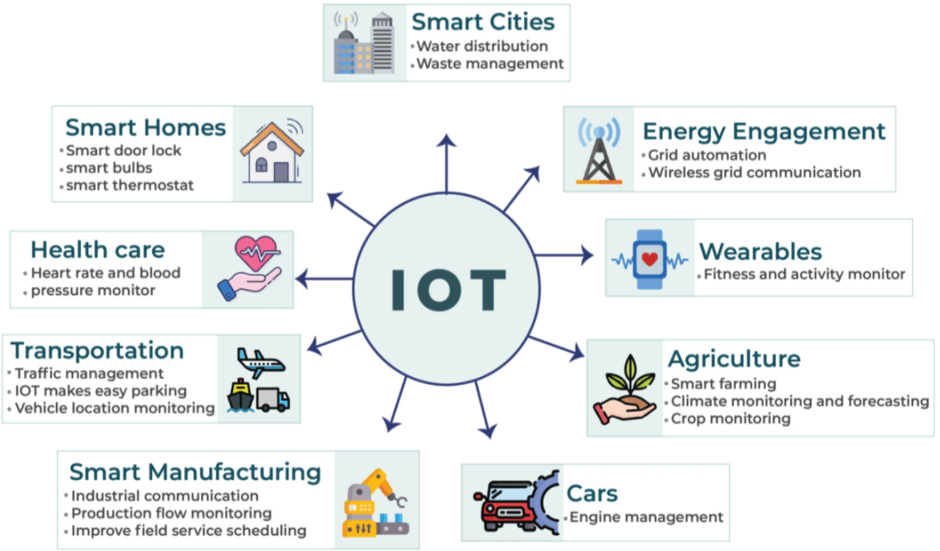 Smart Cities
• Water distribution
• Waste management
Smart Homes
• Smart door lock
• smart bulbs
• smart thermostat
Energy Engagement
• Grid automation
• Wireless grid communication
Health care
• Heart rate and blood
• pressure monitor
IOT
Wearables
• Fitness and activity monitor
Transportation
• Traffic management
• IOT makes easy parking
• Vehicle location monitoring
Agriculture
• Smart farming
• Climate monitoring and forecasting
• Crop monitoring
Smart Manufacturing
• Industrial communication
• Production flow monitoring
• Improve field service scheduling
Cars
• Engine management